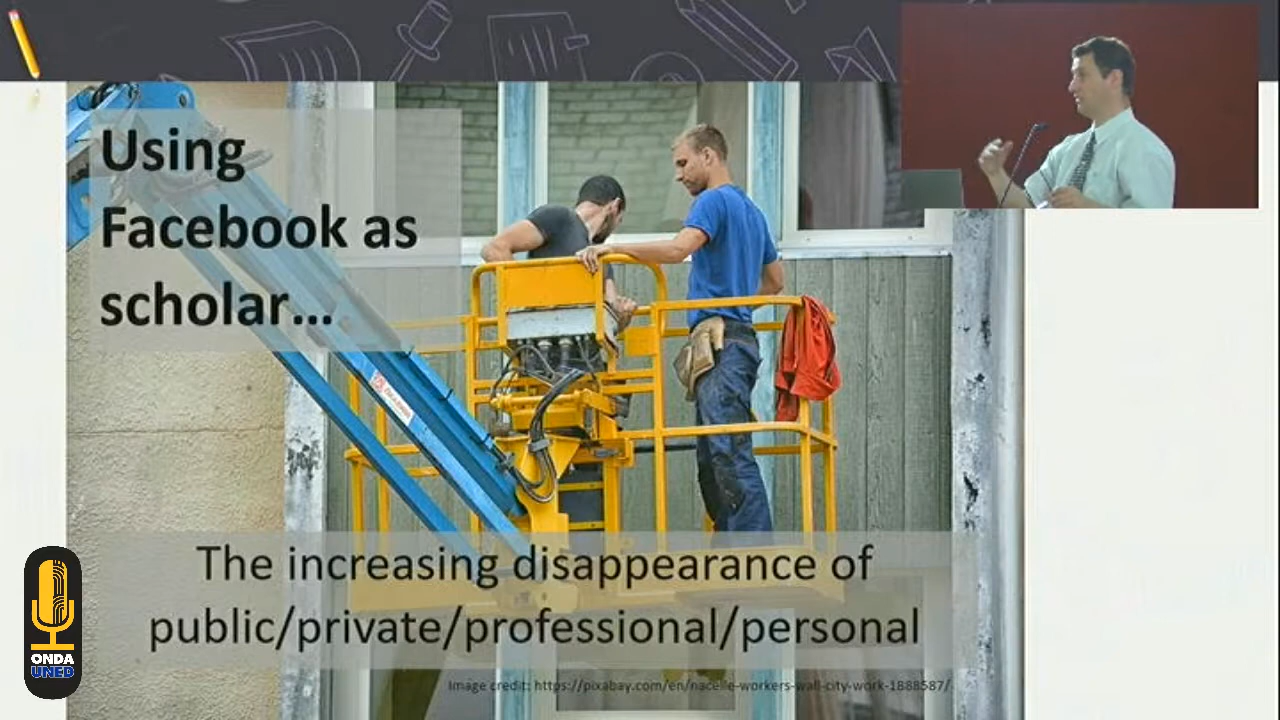 Using
Facebook as
scholar...
The increasing disappearance of
public/private/professional/personal
Image credit: https://pixabay.com/en/nacelle-workers-wall-city-work-1888587/
ONDA
UNED